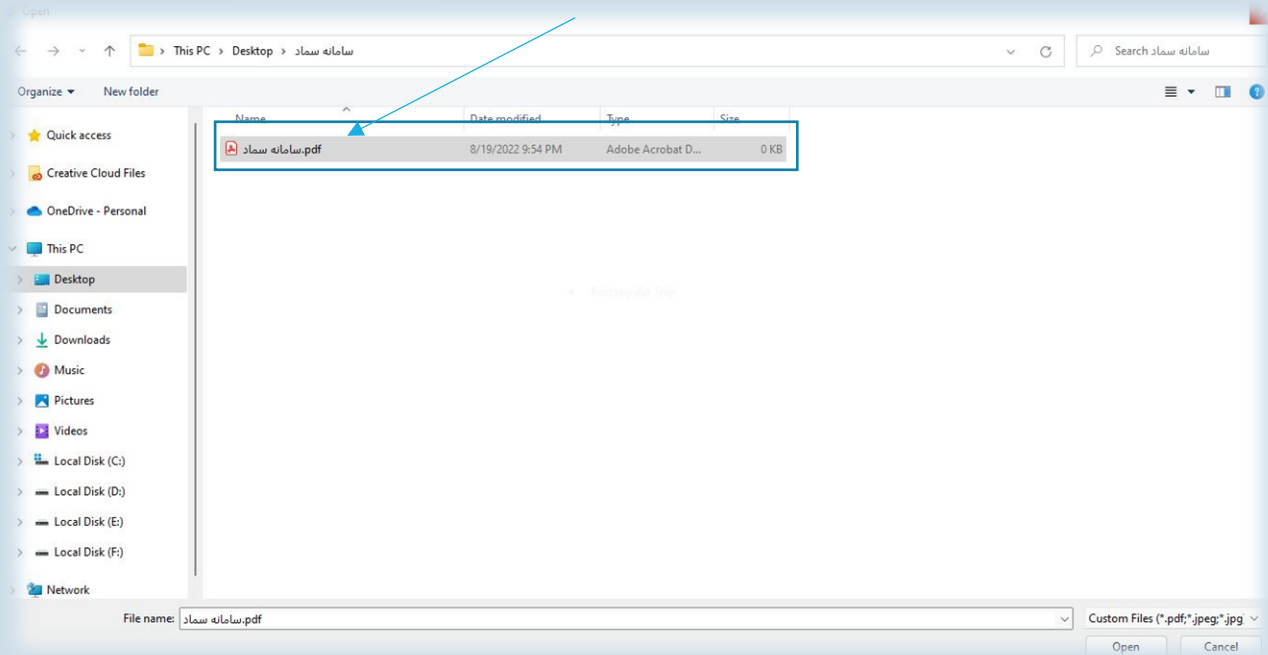 Open
This PC > Desktop > سامانه سماد
Search سامانه سماد
Organize
New folder
Name Date modified Type Size
سامانه سماد.pdf 8/19/2022 9:54 PM Adobe Acrobat D... 0 KB
Quick access
Creative Cloud Files
OneDrive - Personal
This PC
Desktop
Documents
Downloads
Music
Pictures
Videos
Local Disk (C:)
Local Disk (D:)
Local Disk (E:)
Local Disk (F:)
Network
Rectangular Snip
File name: سامانه سماد.pdf
Custom Files (*.pdf;*.jpeg;*.jpg
Open Cancel